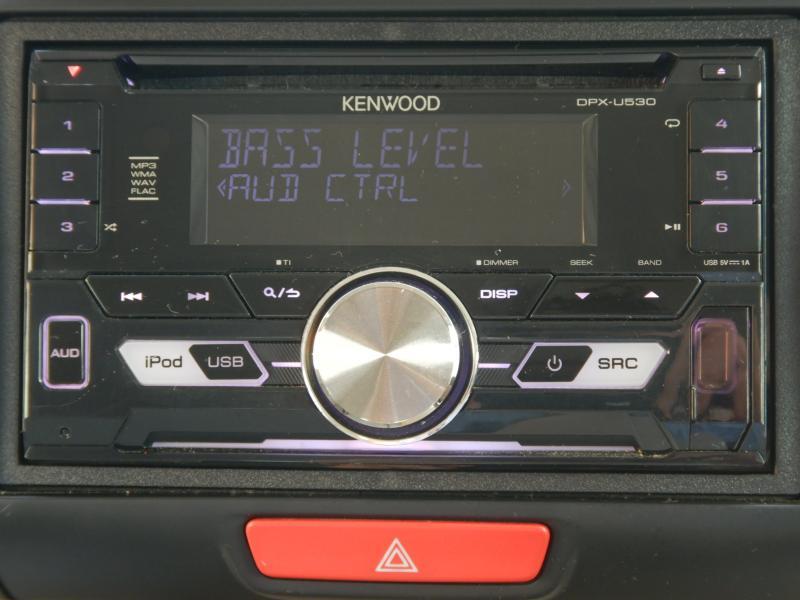 KENWOOD
DPX-U530
1
2
3
MP3
WMA
WAV
FLAC
BASS LEVEL
AUD CTRL
4
5
6
TI
DIMMER
SEEK
BAND
USB 5V 1A
DISP
AUD
iPod
USB
SRC